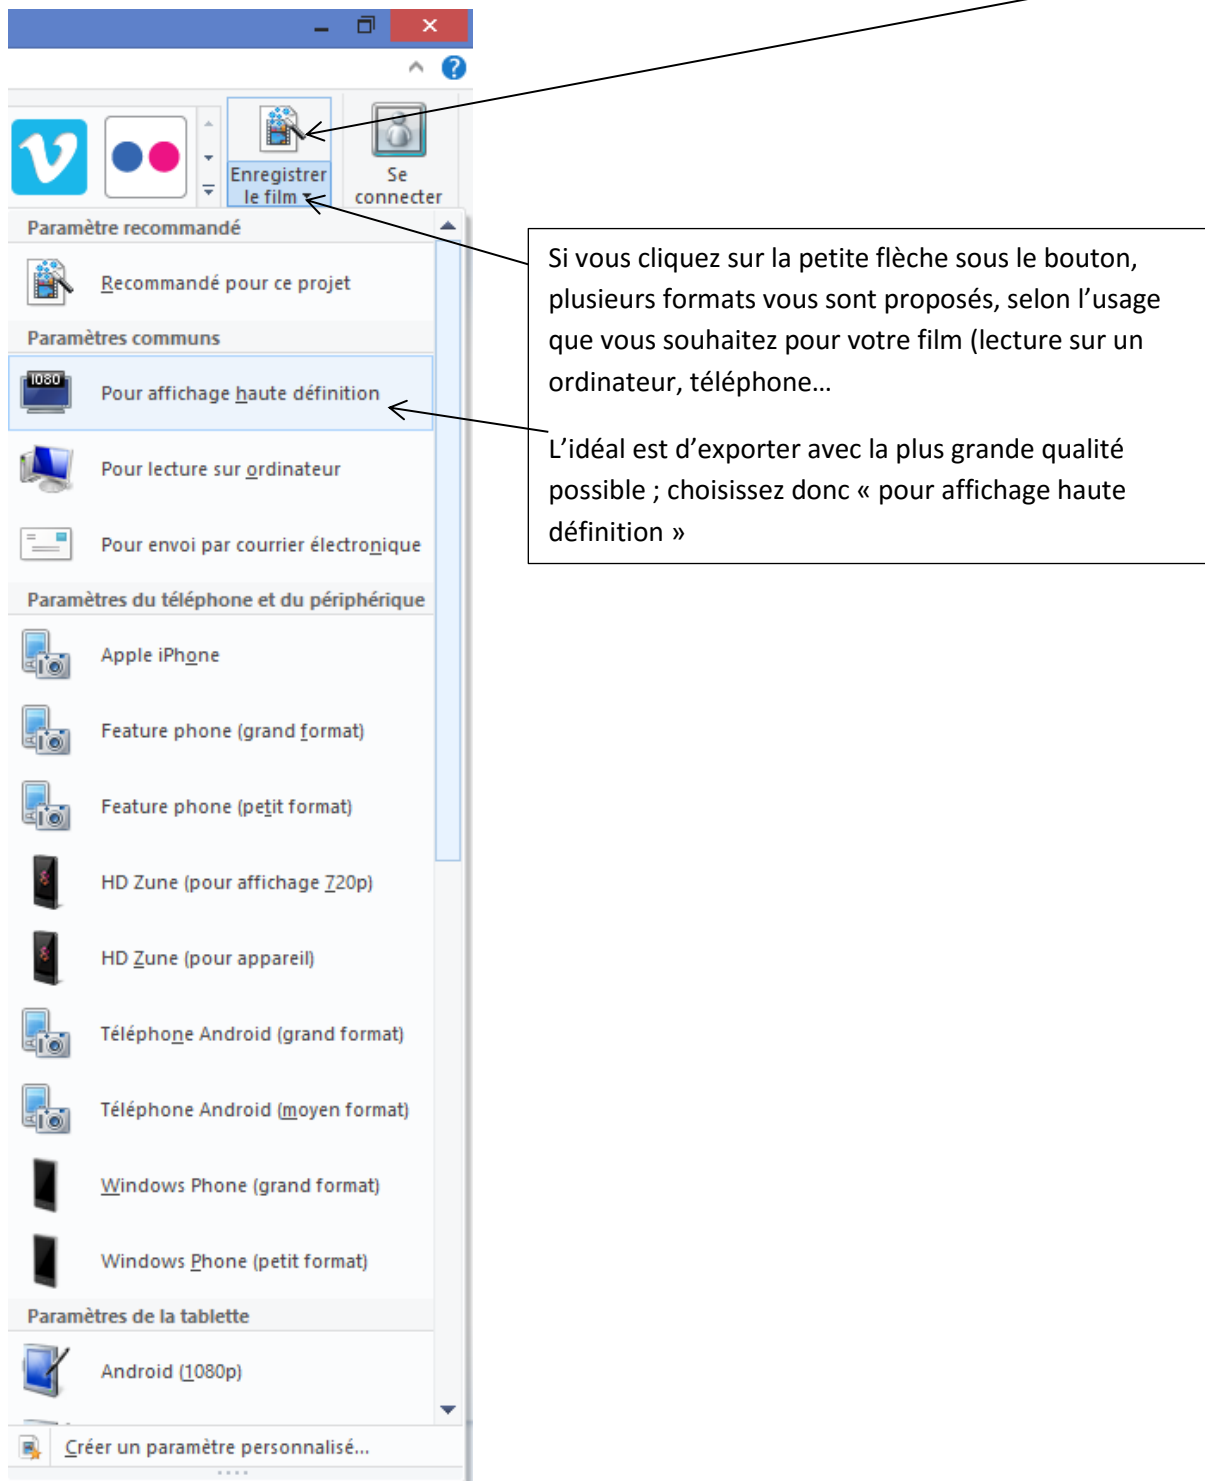 Enregistrer
le film
Se
connecter
Paramètre recommandé
Recommandé pour ce projet
Paramètres communs
1080
Pour affichage haute définition
Pour lecture sur ordinateur
Pour envoi par courrier électronique
Paramètres du téléphone et du périphérique
Apple iPhone
Feature phone (grand format)
Feature phone (petit format)
HD Zune (pour affichage 720p)
HD Zune (pour appareil)
Téléphone Android (grand format)
Téléphone Android (moyen format)
Windows Phone (grand format)
Windows Phone (petit format)
Paramètres de la tablette
Android (1080p)
Créer un paramètre personnalisé...
Si vous cliquez sur la petite flèche sous le bouton,
plusieurs formats vous sont proposés, selon l’usage
que vous souhaitez pour votre film (lecture sur un
ordinateur, téléphone…
L’idéal est d’exporter avec la plus grande qualité
possible ; choisissez donc « pour affichage haute
définition »